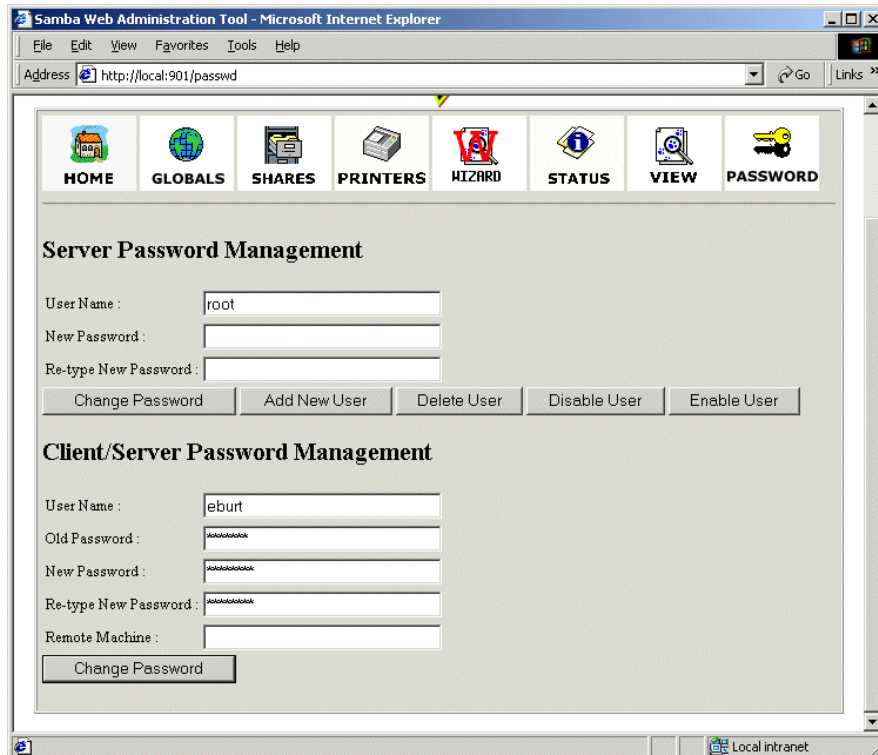 Samba Web Administration Tool - Microsoft Internet Explorer
File Edit View Favorites Tools Help
Address http://local:901/passwd Go Links »
HOME GLOBALS SHARES PRINTERS WIZARD STATUS VIEW PASSWORD
Server Password Management
User Name : root
New Password :
Re-type New Password :
Change Password Add New User Delete User Disable User Enable User
Client/Server Password Management
User Name : eburt
Old Password : *******
New Password : ********
Re-type New Password : ********
Remote Machine :
Change Password
Local intranet